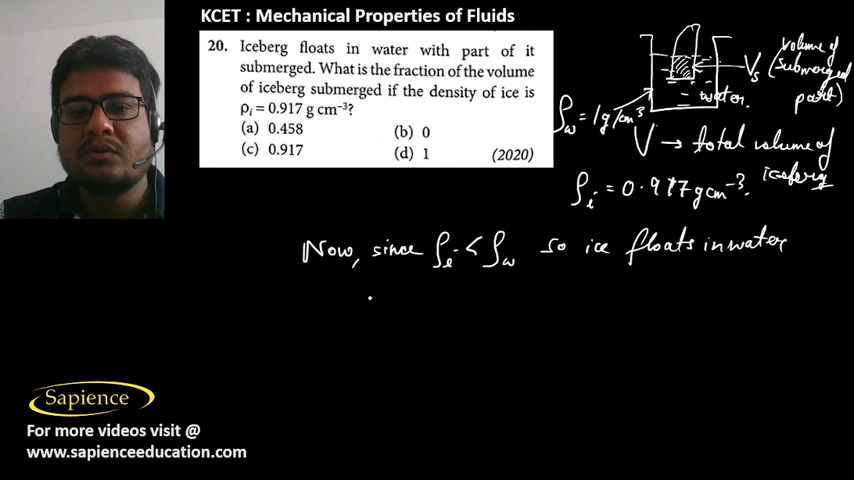 KCET : Mechanical Properties of Fluids
20. Iceberg floats in water with part of it
submerged. What is the fraction of the volume
of iceberg submerged if the density of ice is
ρi = 0.917 g cm⁻³?
(a) 0.458 (b) 0
(c) 0.917 (d) 1 (2020)
Vs (volume of
submerged
part)
water.
ρw = 1g/cm³
V → total volume of
iceberg
ρi = 0.917 g cm⁻³.
Now, since ρi < ρw so ice floats in water
Sapience
For more videos visit @
www.sapienceeducation.com